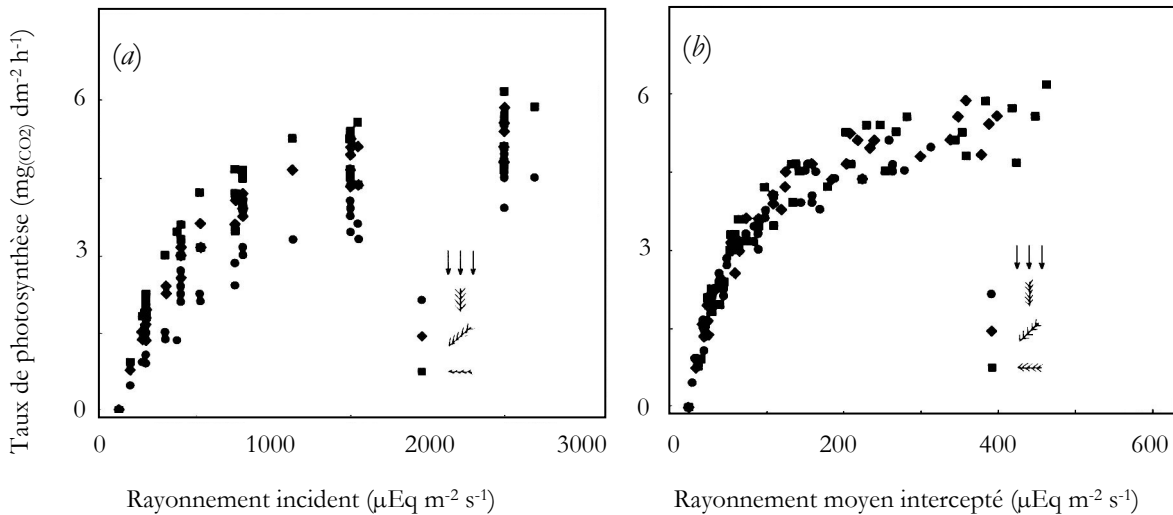 Taux de photosynthèse (mg(CO2) dm-2 h-1)
(a)
6
3
0
0 1000 2000 3000
Rayonnement incident (µEq m-2 s-1)
(b)
6
3
0
0 200 400 600
Rayonnement moyen intercepté (µEq m-2 s-1)